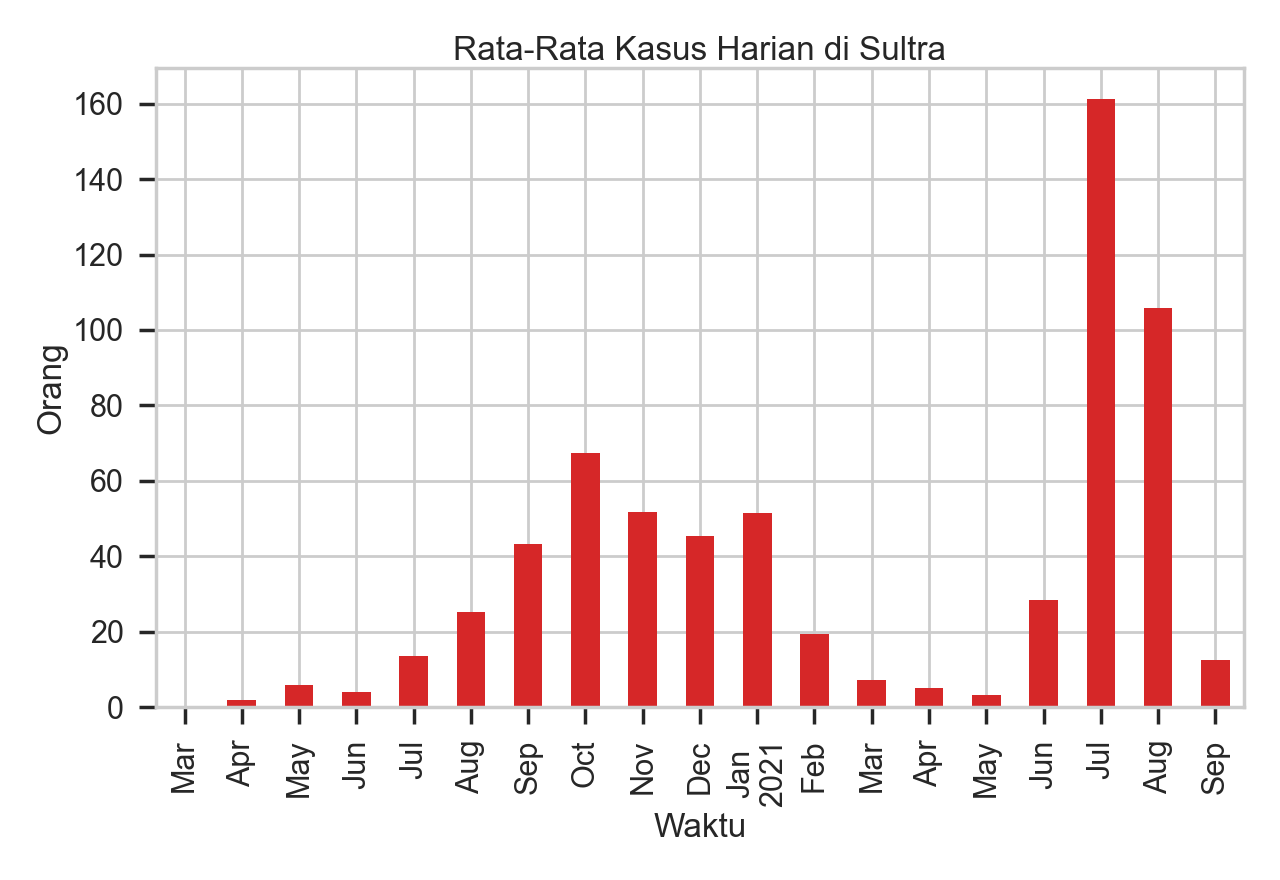 Rata-Rata Kasus Harian di Sultra
160
140
120
100
80
60
40
20
0
Orang
Mar
Apr
May
Jun
Jul
Aug
Sep
Oct
Nov
Dec
Jan
2021
Feb
Mar
Apr
May
Jun
Jul
Aug
Sep
Waktu